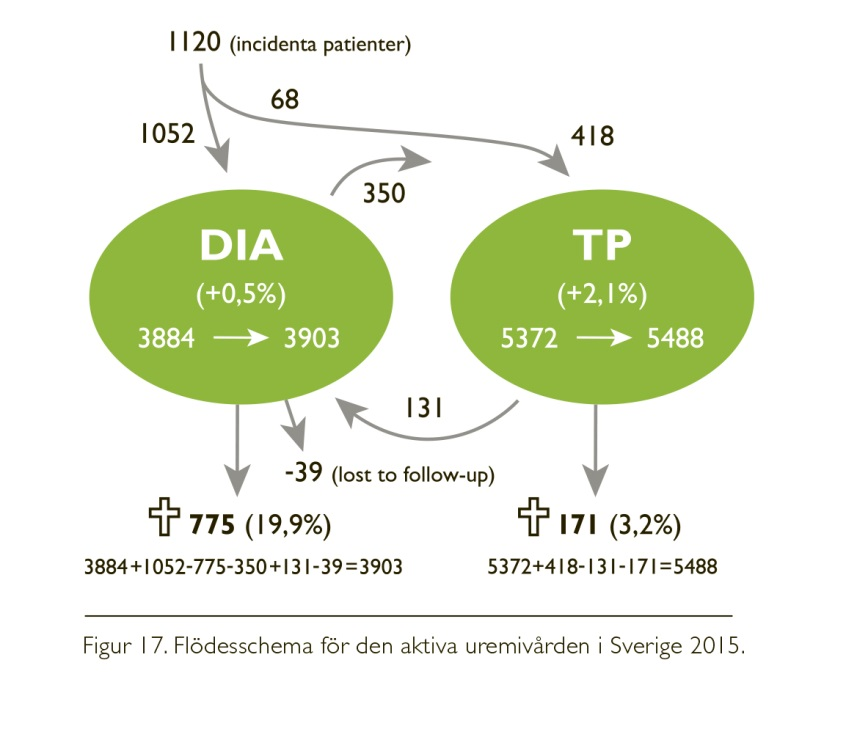 1120 (incidenta patienter)
68
1052
418
350
DIA
(+0,5%)
3884 3903
TP
(+2,1%)
5372 5488
131
-39 (lost to follow-up)
775 (19,9%)
171 (3,2%)
3884+1052-775-350+131-39=3903
5372+418-131-171=5488
Figur 17. Flödesschema för den aktiva uremivården i Sverige 2015.